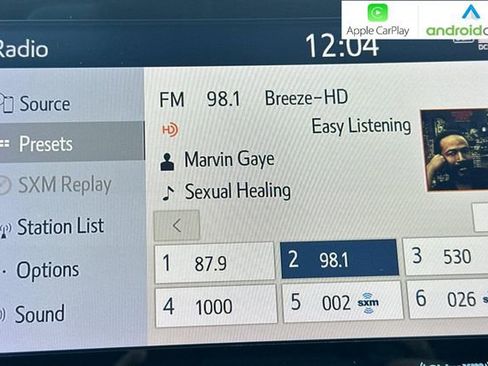 Apple CarPlay
Radio
12:04
Source
FM 98.1 Breeze-HD
HD
Easy Listening
Presets
Marvin Gaye
SXM Replay
Sexual Healing
Station List
1 87.9
2 98.1
3 530
Options
4 1000
5 002 sxm
6 026
Sound